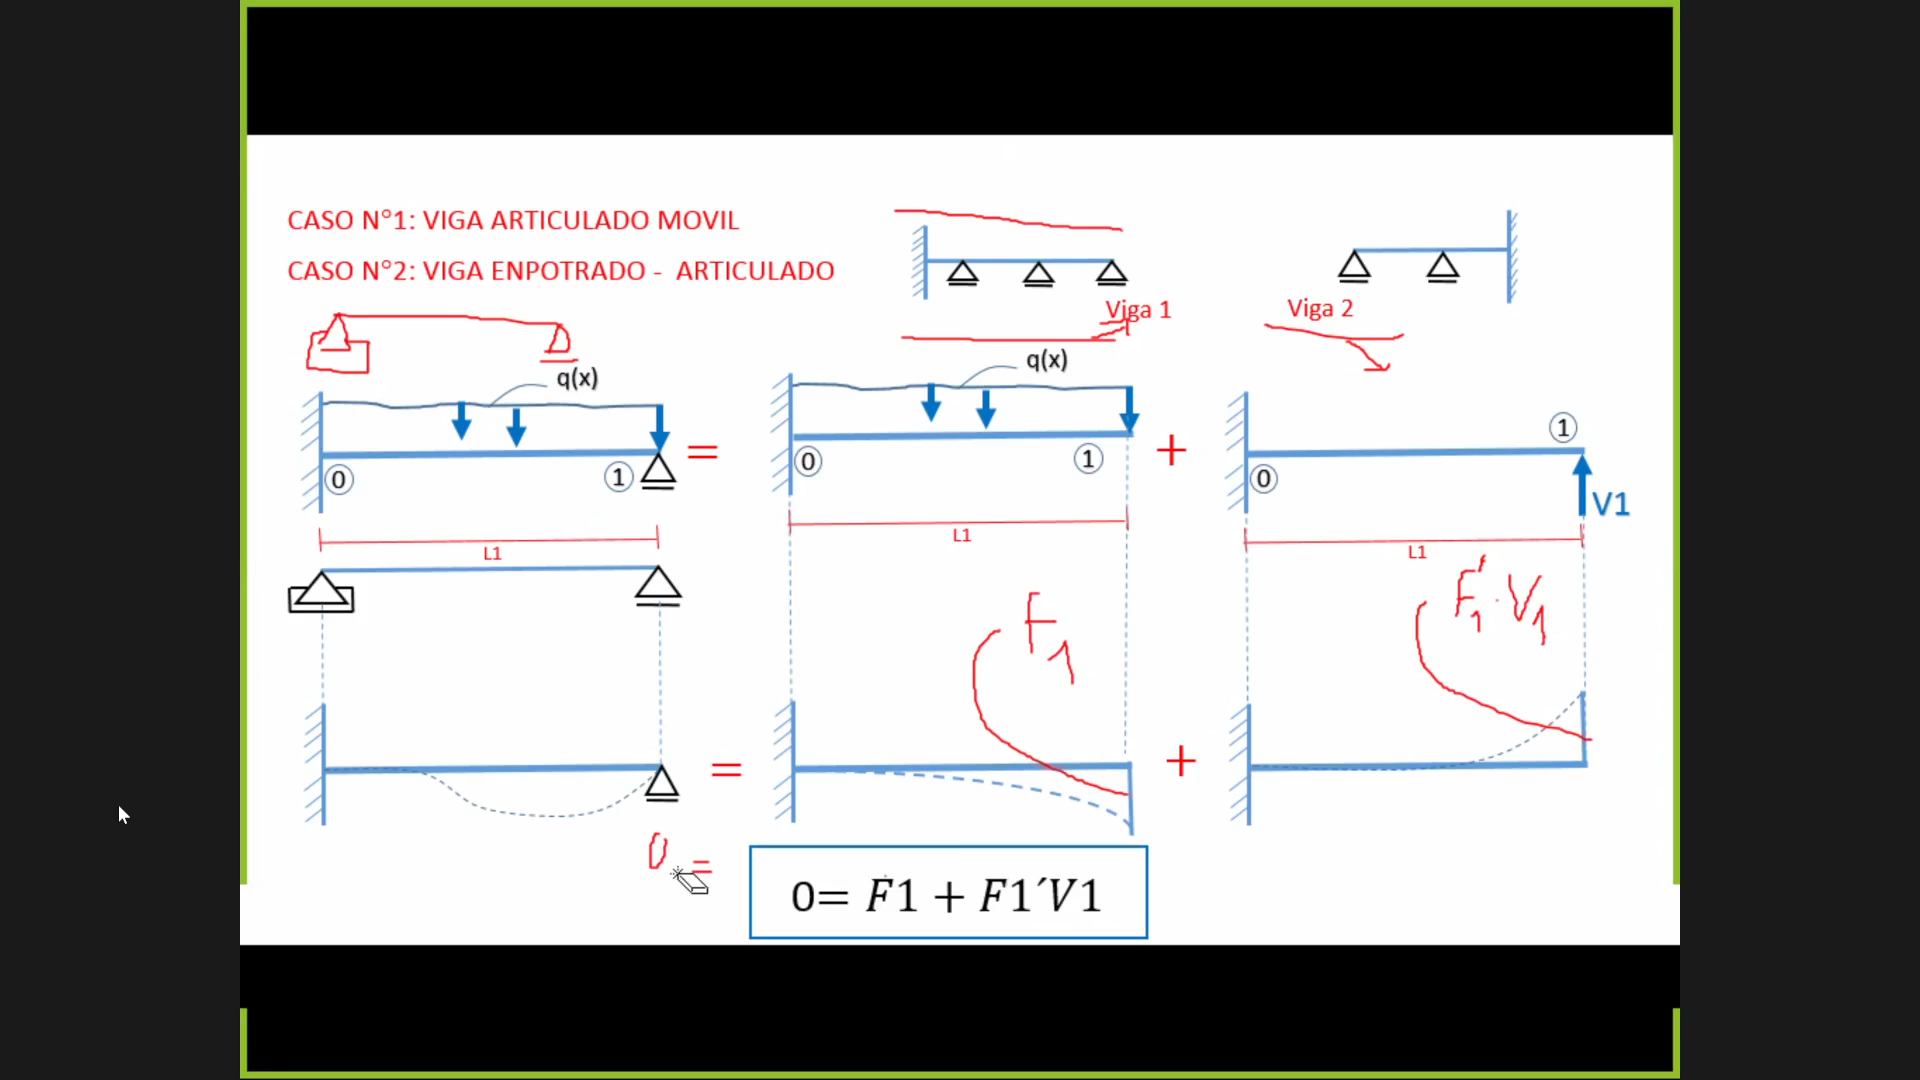 CASO N°1: VIGA ARTICULADO MOVIL
CASO N°2: VIGA ENPOTRADO - ARTICULADO
Viga 1
Viga 2
q(x)
q(x)
0
1
=
0
1
+
0
1
V1
L1
L1
L1
F1
F1'·V1
=
+
0 =
0= F1 + F1´V1